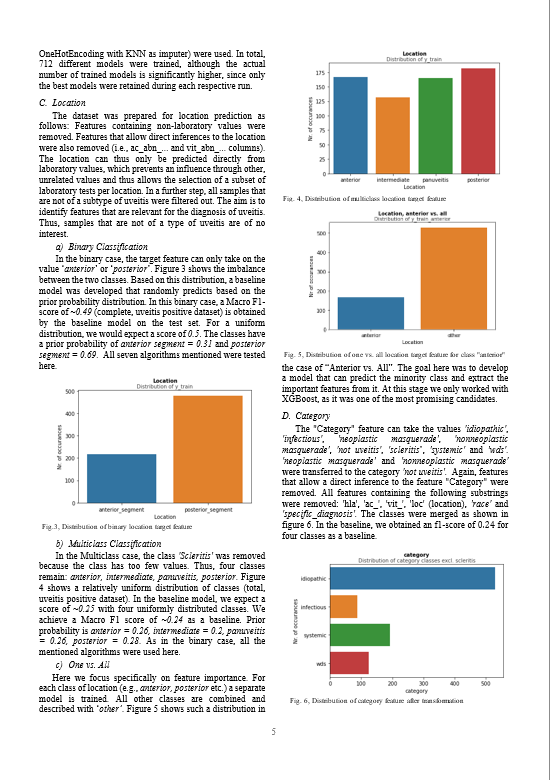 OneHotEncoding with KNN as imputer) were used. In total,
712 different models were trained, although the actual
number of trained models is significantly higher, since only
the best models were retained during each respective run.
C. Location
The dataset was prepared for location prediction as
follows: Features containing non-laboratory values were
removed. Features that allow direct inferences to the location
were also removed (i.e., ac_abn_... and vit_abn_... columns).
The location can thus only be predicted directly from
laboratory values, which prevents an influence through other,
unrelated values and thus allows the selection of a subset of
laboratory tests per location. In a further step, all samples that
are not of a subtype of uveitis were filtered out. The aim is to
identify features that are relevant for the diagnosis of uveitis.
Thus, samples that are not of a type of uveitis are of no
interest.
a) Binary Classification
In the binary case, the target feature can only take on the
value 'anterior' or 'posterior'. Figure 3 shows the imbalance
between the two classes. Based on this distribution, a baseline
model was developed that randomly predicts based on the
prior probability distribution. In this binary case, a Macro F1-
score of ~0.49 (complete, uveitis positive dataset) is obtained
by the baseline model on the test set. For a uniform
distribution, we would expect a score of 0.5. The classes have
a prior probability of anterior segment = 0.31 and posterior
segment = 0.69. All seven algorithms mentioned were tested
here.
Location
Distribution of y_train
Nr. of occurances
500
400
300
200
100
0
anterior_segment
posterior_segment
Location
Fig.3, Distribution of binary location target feature
b) Multiclass Classification
In the Multiclass case, the class 'Scleritis' was removed
because the class has too few values. Thus, four classes
remain: anterior, intermediate, panuveitis, posterior. Figure
4 shows a relatively uniform distribution of classes (total,
uveitis positive dataset). In the baseline model, we expect a
score of ~0.25 with four uniformly distributed classes. We
achieve a Macro F1 score of ~0.24 as a baseline. Prior
probability is anterior = 0.26, intermediate = 0.2, panuveitis
= 0.26, posterior = 0.28. As in the binary case, all the
mentioned algorithms were used here.
c) One vs. All
Here we focus specifically on feature importance. For
each class of location (e.g., anterior, posterior etc.) a separate
model is trained. All other classes are combined and
described with 'other'. Figure 5 shows such a distribution in
Location
Distribution of y_train
Nr. of occurances
175
150
125
100
75
50
25
0
anterior
intermediate
panuveitis
posterior
Location
Fig. 4, Distribution of multiclass location target feature
Location, anterior vs. all
Distribution of y_train_anterior
Nr. of occurances
500
400
300
200
100
0
anterior
other
Location
Fig. 5, Distribution of one vs. all location target feature for class "anterior"
the case of "Anterior vs. All". The goal here was to develop
a model that can predict the minority class and extract the
important features from it. At this stage we only worked with
XGBoost, as it was one of the most promising candidates.
D. Category
The "Category" feature can take the values 'idiopathic',
'infectious', 'neoplastic masquerade', 'nonneoplastic
masquerade', 'not uveitis', 'scleritis', 'systemic' and 'wds'.
'neoplastic masquerade' and 'nonneoplastic masquerade'
were transferred to the category 'not uveitis'. Again, features
that allow a direct inference to the feature "Category" were
removed. All features containing the following substrings
were removed: 'hla', 'ac_', 'vit_', 'loc' (location), 'race' and
'specific_diagnosis'. The classes were merged as shown in
figure 6. In the baseline, we obtained an f1-score of 0.24 for
four classes as a baseline.
category
Distribution of category classes excl. scleritis
Nr. of occurances
idiopathic
infectious
systemic
wds
0 100 200 300 400 500
category
Fig. 6, Distribution of category feature after transformation
5